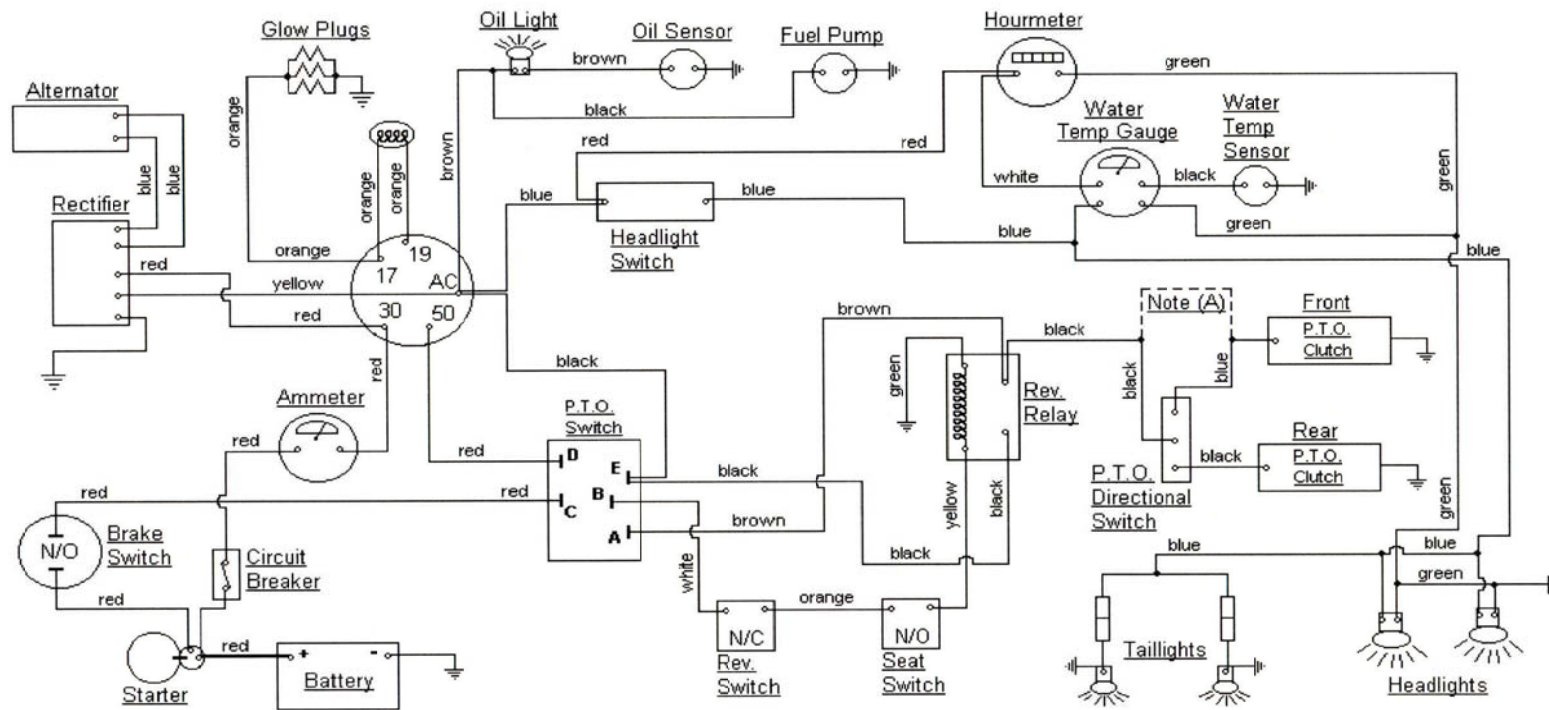 Oil Light
Hourmeter
Glow Plugs
Oil Sensor
Fuel Pump
brown
green
Alternator
orange
black
Water
Temp Gauge
Water
Temp
Sensor
red
red
brown
blue
blue
orange
orange
white
black
green
Rectifier
blue
blue
green
orange
19
17
AC
Headlight
Switch
blue
blue
red
yellow
30
50
brown
Note (A)
Front
P.T.O.
Clutch
red
black
black
red
green
black
blue
Rev.
Relay
Ammeter
P.T.O.
Switch
red
red
D
E
black
Rear
P.T.O.
Clutch
black
P.T.O.
Directional
Switch
red
red
C
B
A
brown
yellow
black
green
N/O
Brake
Switch
Circuit
Breaker
white
black
blue
blue
green
red
orange
N/C
N/O
red
Starter
+
-
Battery
Rev.
Switch
Seat
Switch
Taillights
Headlights